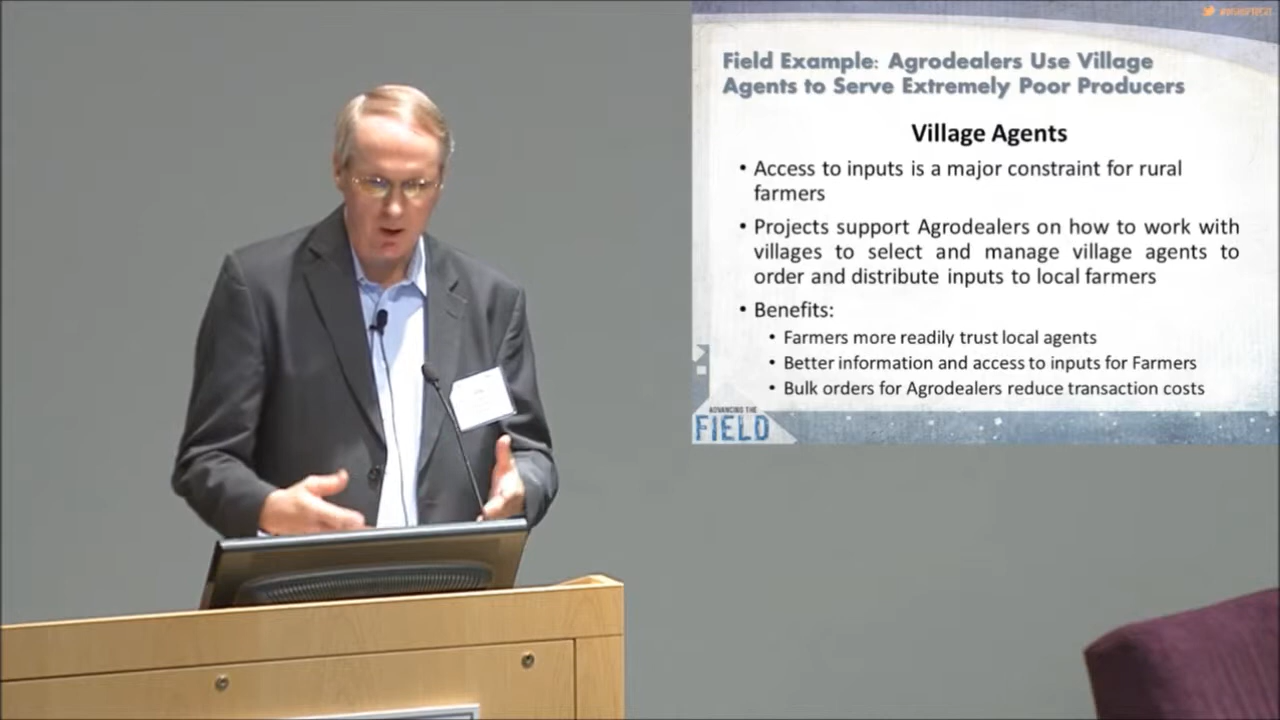 Field Example: Agrodealers Use Village
Agents to Serve Extremely Poor Producers
Village Agents
• Access to inputs is a major constraint for rural
farmers
• Projects support Agrodealers on how to work with
villages to select and manage village agents to
order and distribute inputs to local farmers
• Benefits:
• Farmers more readily trust local agents
• Better information and access to inputs for Farmers
• Bulk orders for Agrodealers reduce transaction costs
ADVANCING THE
FIELD